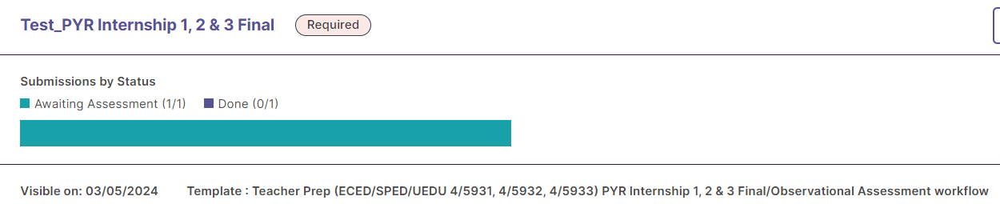 Test_PYR Internship 1, 2 & 3 Final Required
Submissions by Status
Awaiting Assessment (1/1) Done (0/1)
Visible on: 03/05/2024 Template : Teacher Prep (ECED/SPED/UEDU 4/5931, 4/5932, 4/5933) PYR Internship 1, 2 & 3 Final/Observational Assessment workflow